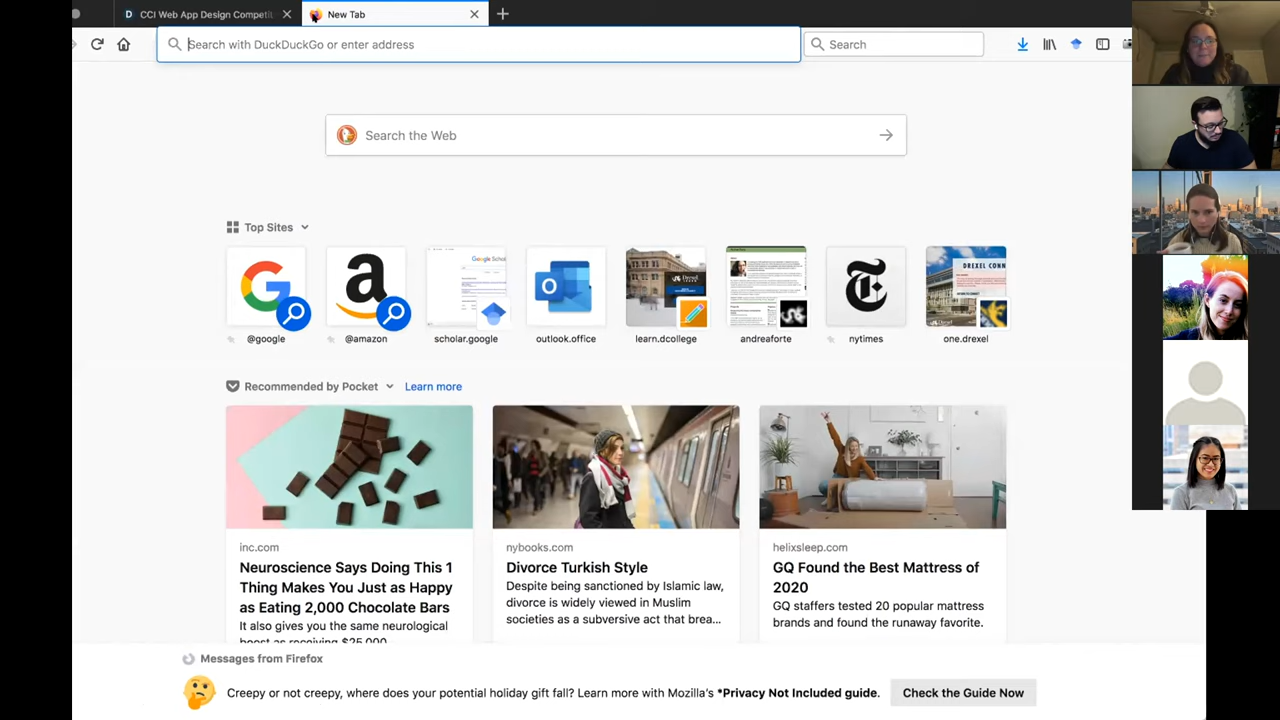 CCI Web App Design Competiti
New Tab
Search with DuckDuckGo or enter address
Search
Search the Web
Top Sites
@google
@amazon
scholar.google
outlook.office
learn.dcollege
andreaforte
nytimes
one.drexel
Recommended by Pocket
Learn more
inc.com
Neuroscience Says Doing This 1
Thing Makes You Just as Happy
as Eating 2,000 Chocolate Bars
It also gives you the same neurological
boost as receiving $25,000
nybooks.com
Divorce Turkish Style
Despite being sanctioned by Islamic law,
divorce is widely viewed in Muslim
societies as a subversive act that brea...
helixsleep.com
GQ Found the Best Mattress of
2020
GQ staffers tested 20 popular mattress
brands and found the runaway favorite.
Messages from Firefox
Creepy or not creepy, where does your potential holiday gift fall? Learn more with Mozilla's *Privacy Not Included guide.
Check the Guide Now